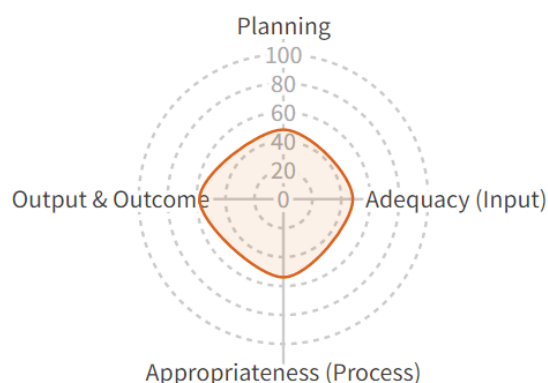 Planning
100
80
60
40
20
Output & Outcome
0
Adequacy (Input)
Appropriateness (Process)